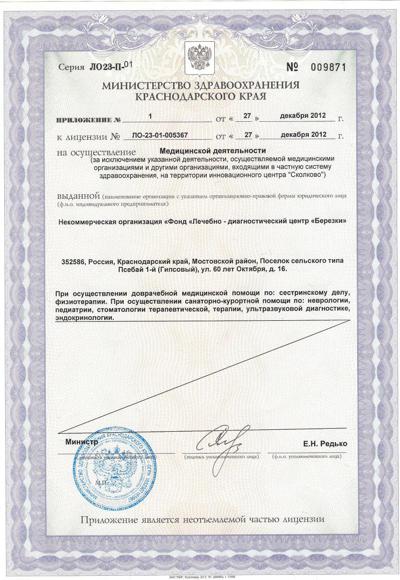 Серия ЛО23-П-01
№ 009871
МИНИСТЕРСТВО ЗДРАВООХРАНЕНИЯ
КРАСНОДАРСКОГО КРАЯ
ПРИЛОЖЕНИЕ № 1 от « 27 » декабря 2012 г.
к лицензии № ЛО-23-01-005367 от « 27 » декабря 2012 г.
на осуществление Медицинской деятельности
(за исключением указанной деятельности, осуществляемой медицинскими
организациями и другими организациями, входящими в частную систему
здравоохранения, на территории инновационного центра "Сколково")
выданной (наименование организации с указанием организационно-правовой формы юридического лица
(ф.и.о. индивидуального предпринимателя)
Некоммерческая организация «Фонд «Лечебно - диагностический центр «Березки»
352586, Россия, Краснодарский край, Мостовской район, Поселок сельского типа
Псебай 1-й (Гипсовый), ул. 60 лет Октября, д. 16.
При осуществлении доврачебной медицинской помощи по: сестринскому делу,
физиотерапии. При осуществлении санаторно-курортной помощи по: неврологии,
педиатрии, стоматологии терапевтической, терапии, ультразвуковой диагностике,
эндокринологии.
Министр
Е.Н. Редько
(подпись уполномоченного лица)
(ф.и.о. уполномоченного лица)
М.П.
Приложение является неотъемлемой частью лицензии